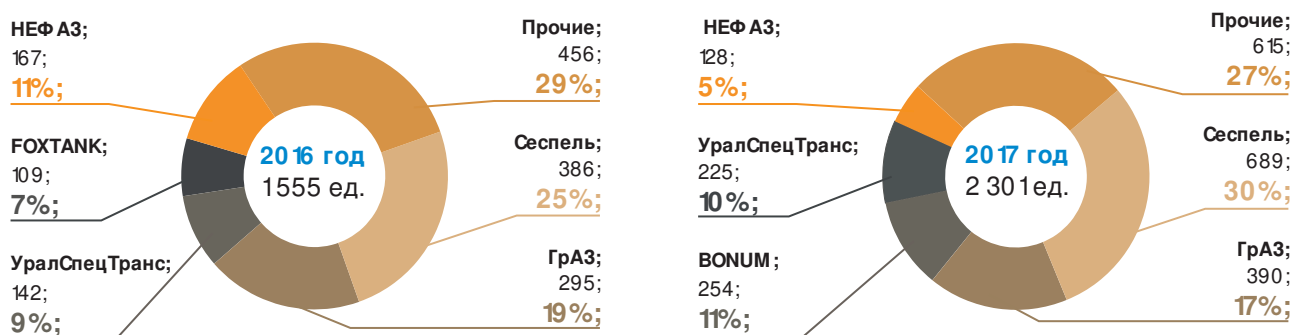 НЕФАЗ;
167;
11%;
FOXTANK;
109;
7%;
УралСпецТранс;
142;
9%;
2016 год
1555 ед.
Прочие;
456;
29%;
Сеспель;
386;
25%;
ГрАЗ;
295;
19%;
НЕФАЗ;
128;
5%;
УралСпецТранс;
225;
10%;
BONUM;
254;
11%;
2017 год
2 301 ед.
Прочие;
615;
27%;
Сеспель;
689;
30%;
ГрАЗ;
390;
17%;